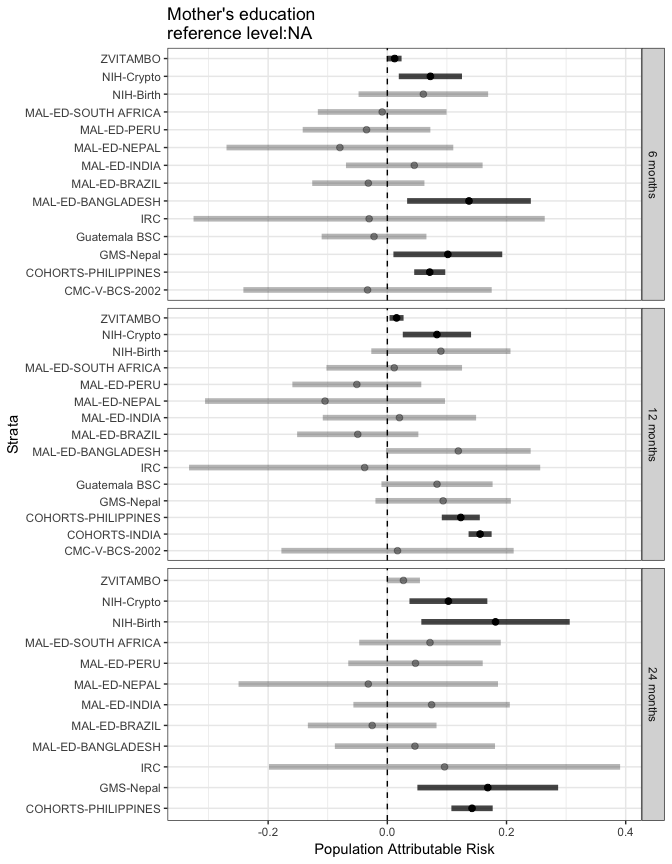 Mother's education
reference level:NA
Strata
ZVITAMBO
NIH-Crypto
NIH-Birth
MAL-ED-SOUTH AFRICA
MAL-ED-PERU
MAL-ED-NEPAL
MAL-ED-INDIA
MAL-ED-BRAZIL
MAL-ED-BANGLADESH
IRC
Guatemala BSC
GMS-Nepal
COHORTS-PHILIPPINES
CMC-V-BCS-2002
6 months
ZVITAMBO
NIH-Crypto
NIH-Birth
MAL-ED-SOUTH AFRICA
MAL-ED-PERU
MAL-ED-NEPAL
MAL-ED-INDIA
MAL-ED-BRAZIL
MAL-ED-BANGLADESH
IRC
Guatemala BSC
GMS-Nepal
COHORTS-PHILIPPINES
COHORTS-INDIA
CMC-V-BCS-2002
12 months
ZVITAMBO
NIH-Crypto
NIH-Birth
MAL-ED-SOUTH AFRICA
MAL-ED-PERU
MAL-ED-NEPAL
MAL-ED-INDIA
MAL-ED-BRAZIL
MAL-ED-BANGLADESH
IRC
GMS-Nepal
COHORTS-PHILIPPINES
24 months
-0.2 0.0 0.2 0.4
Population Attributable Risk